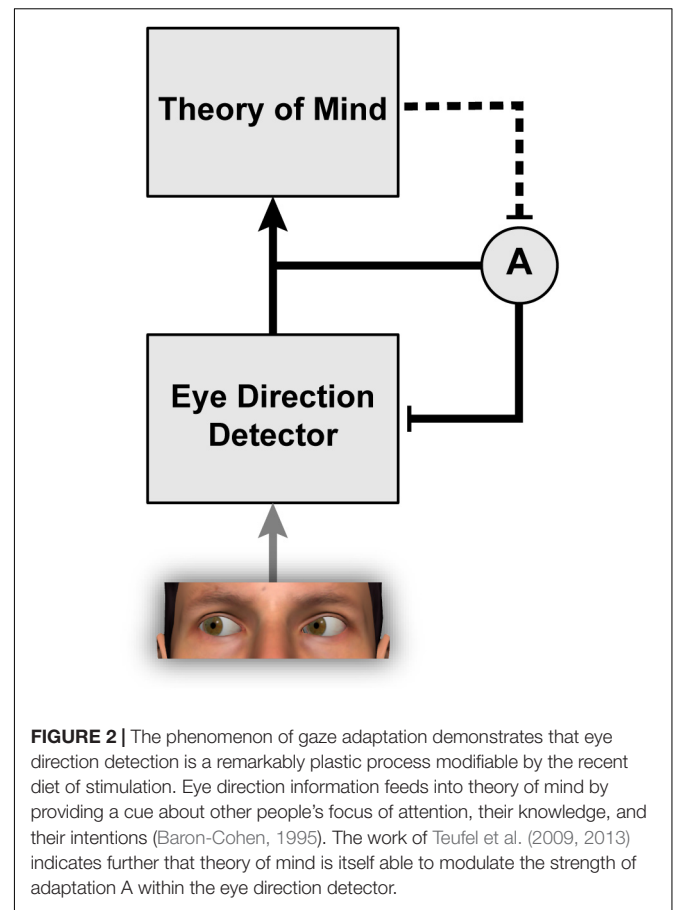 Theory of Mind
A
Eye Direction
Detector
FIGURE 2 | The phenomenon of gaze adaptation demonstrates that eye
direction detection is a remarkably plastic process modifiable by the recent
diet of stimulation. Eye direction information feeds into theory of mind by
providing a cue about other people’s focus of attention, their knowledge, and
their intentions (Baron-Cohen, 1995). The work of Teufel et al. (2009, 2013)
indicates further that theory of mind is itself able to modulate the strength of
adaptation A within the eye direction detector.